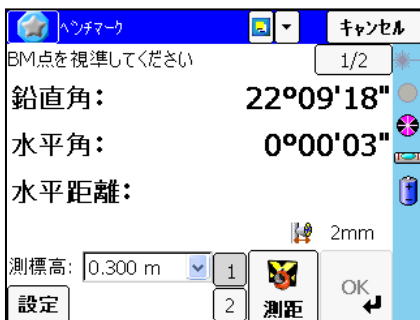 ﾍﾞﾝﾁﾏｰｸ
キャンセル
BM点を視準してください
1/2
鉛直角: 22°09'18"
水平角: 0°00'03"
水平距離:
2mm
測標高: 0.300 m
1
2
設定
測距
OK